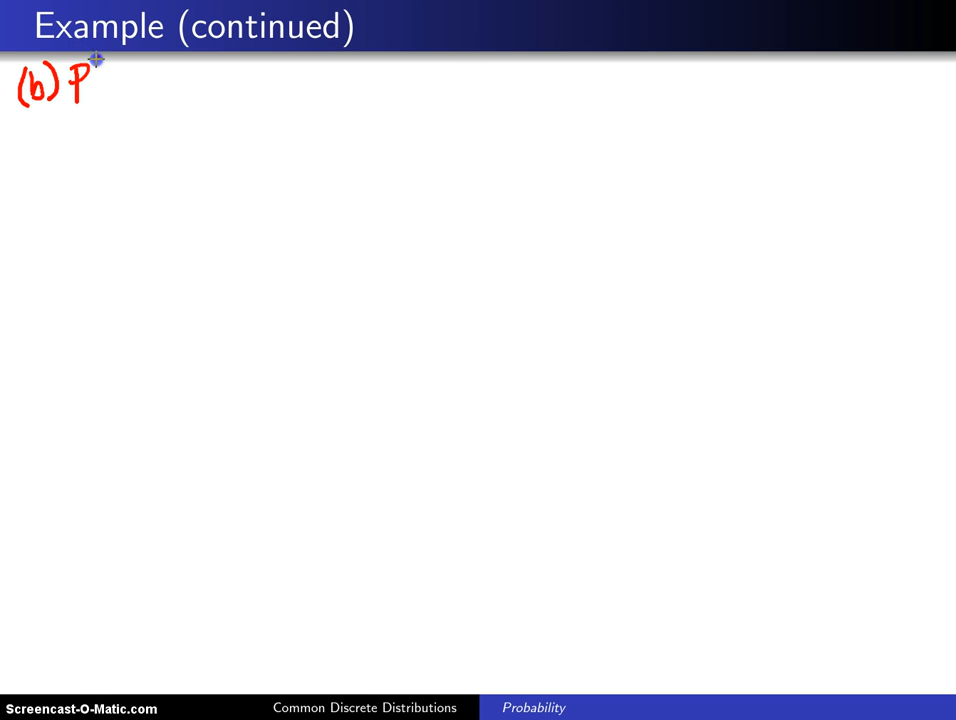 Example (continued)
(b) P
Screencast-O-Matic.com
Common Discrete Distributions
Probability